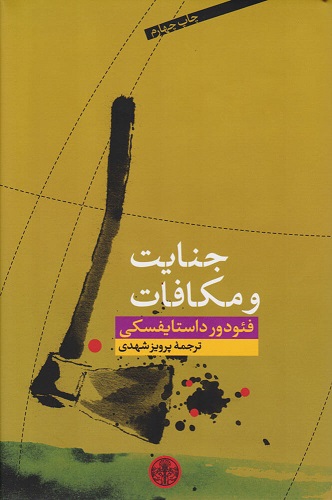 چاپ چهارم
جنایت
و مکافات
فئودور داستایفسکی
ترجمهٔ پرویز شهدی